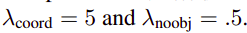 λcoord = 5 and λnoobj = .5.